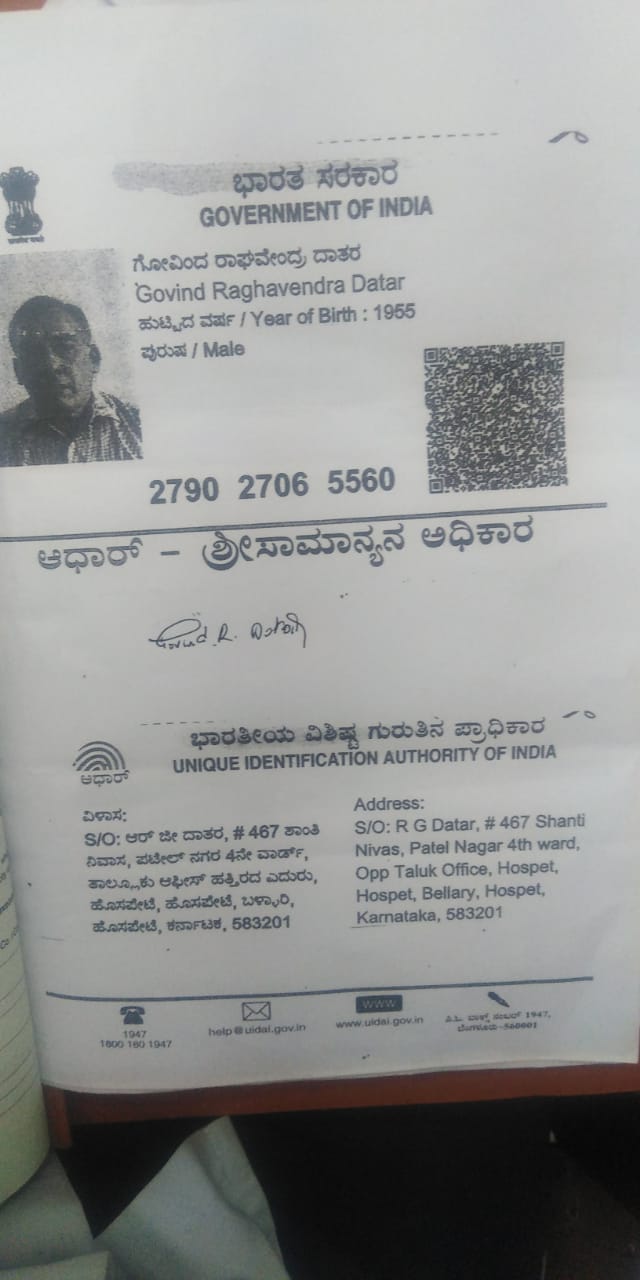 ಭಾರತ ಸರಕಾರ
GOVERNMENT OF INDIA
ಗೋವಿಂದ ರಾಘವೇಂದ್ರ ದಾತರ
Govind Raghavendra Datar
ಹುಟ್ಟಿದ ವರ್ಷ / Year of Birth : 1955
ಪುರುಷ / Male
2790 2706 5560
ಆಧಾರ್ – ಶ್ರೀಸಾಮಾನ್ಯನ ಅಧಿಕಾರ
ಭಾರತೀಯ ವಿಶಿಷ್ಟ ಗುರುತಿನ ಪ್ರಾಧಿಕಾರ
UNIQUE IDENTIFICATION AUTHORITY OF INDIA
ಆಧಾರ್
ವಿಳಾಸ:
S/O: ಆರ್ ಜೀ ದಾತರ, # 467 ಶಾಂತಿ
ನಿವಾಸ, ಪಟೇಲ್ ನಗರ 4ನೇ ವಾರ್ಡ್,
ತಾಲ್ಲೂಕು ಆಫೀಸ್ ಹತ್ತಿರದ ಎದುರು,
ಹೊಸಪೇಟೆ, ಹೊಸಪೇಟೆ, ಬಳ್ಳಾರಿ,
ಹೊಸಪೇಟೆ, ಕರ್ನಾಟಕ, 583201
Address:
S/O: R G Datar, # 467 Shanti
Nivas, Patel Nagar 4th ward,
Opp Taluk Office, Hospet,
Hospet, Bellary, Hospet,
Karnataka, 583201
1947
1800 180 1947
help@uidai.gov.in
WWW
www.uidai.gov.in
ಪಿ.ಓ. ಬಾಕ್ಸ್ ನಂಬರ್ 1947,
ಬೆಂಗಳೂರು-560001